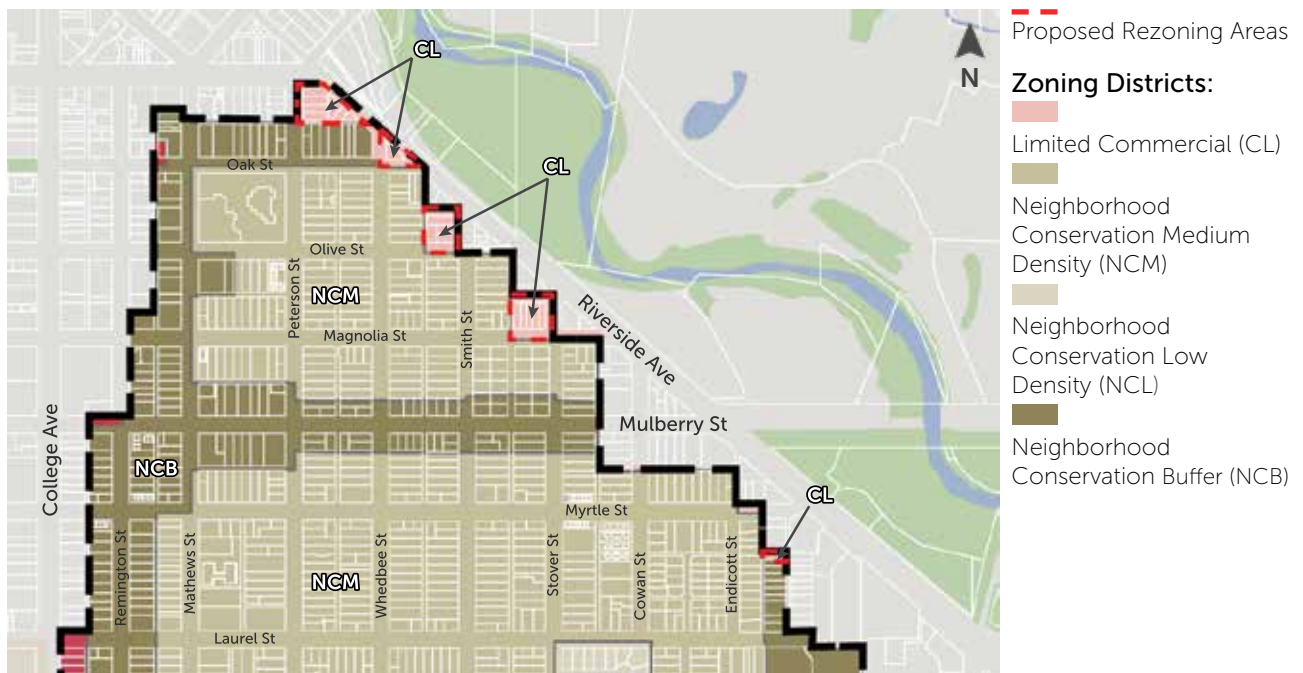 CL
CL
Oak St
Olive St
Peterson St
NCM
Magnolia St
Smith St
Riverside Ave
College Ave
Mulberry St
NCB
CL
Myrtle St
Remington St
Mathews St
Whedbee St
NCM
Stover St
Cowan St
Endicott St
Laurel St
N
Proposed Rezoning Areas
Zoning Districts:
Limited Commercial (CL)
Neighborhood
Conservation Medium
Density (NCM)
Neighborhood
Conservation Low
Density (NCL)
Neighborhood
Conservation Buffer (NCB)